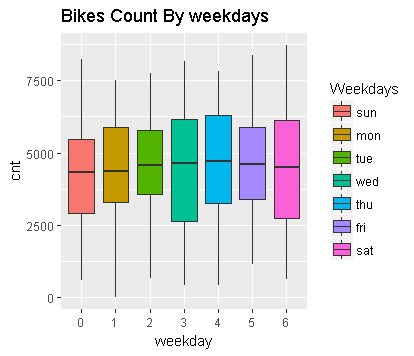 Bikes Count By weekdays
cnt
7500
5000
2500
0
0 1 2 3 4 5 6
weekday
Weekdays
sun
mon
tue
wed
thu
fri
sat